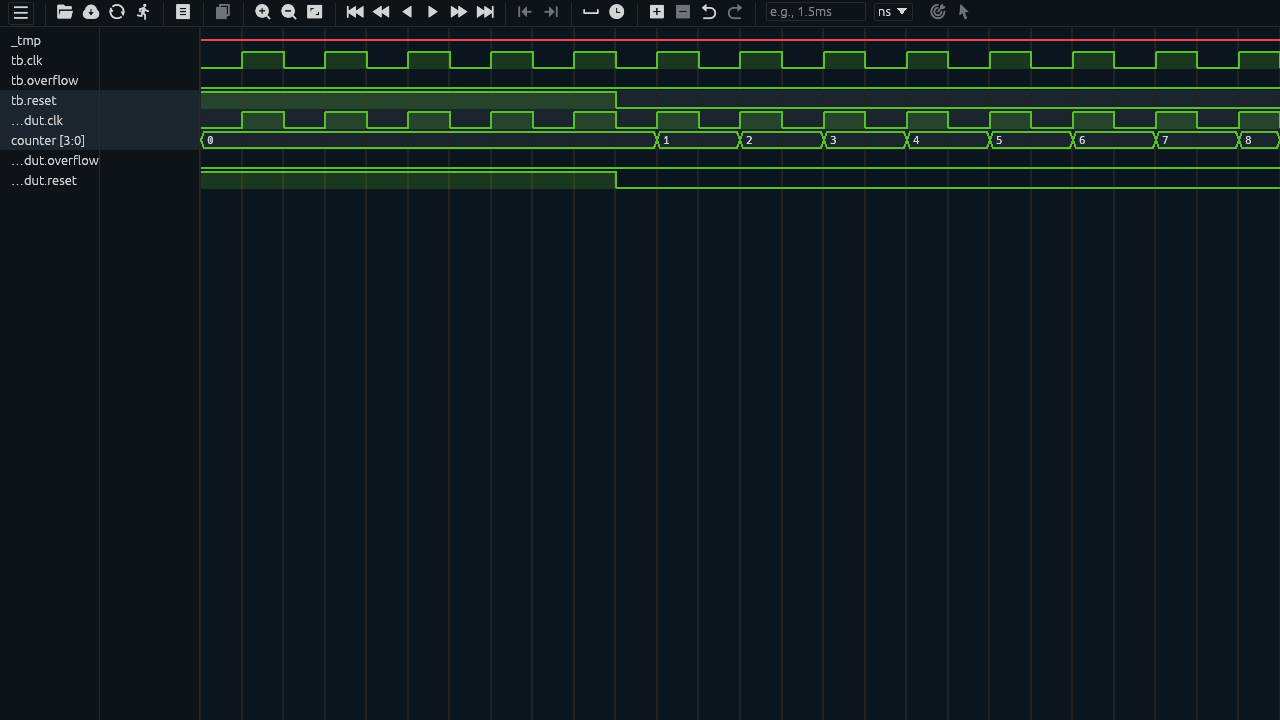 e.g., 1.5ms ns
_tmp
tb.clk
tb.overflow
tb.reset
…dut.clk
counter [3:0] 0 1 2 3 4 5 6 7 8
…dut.overflow
…dut.reset